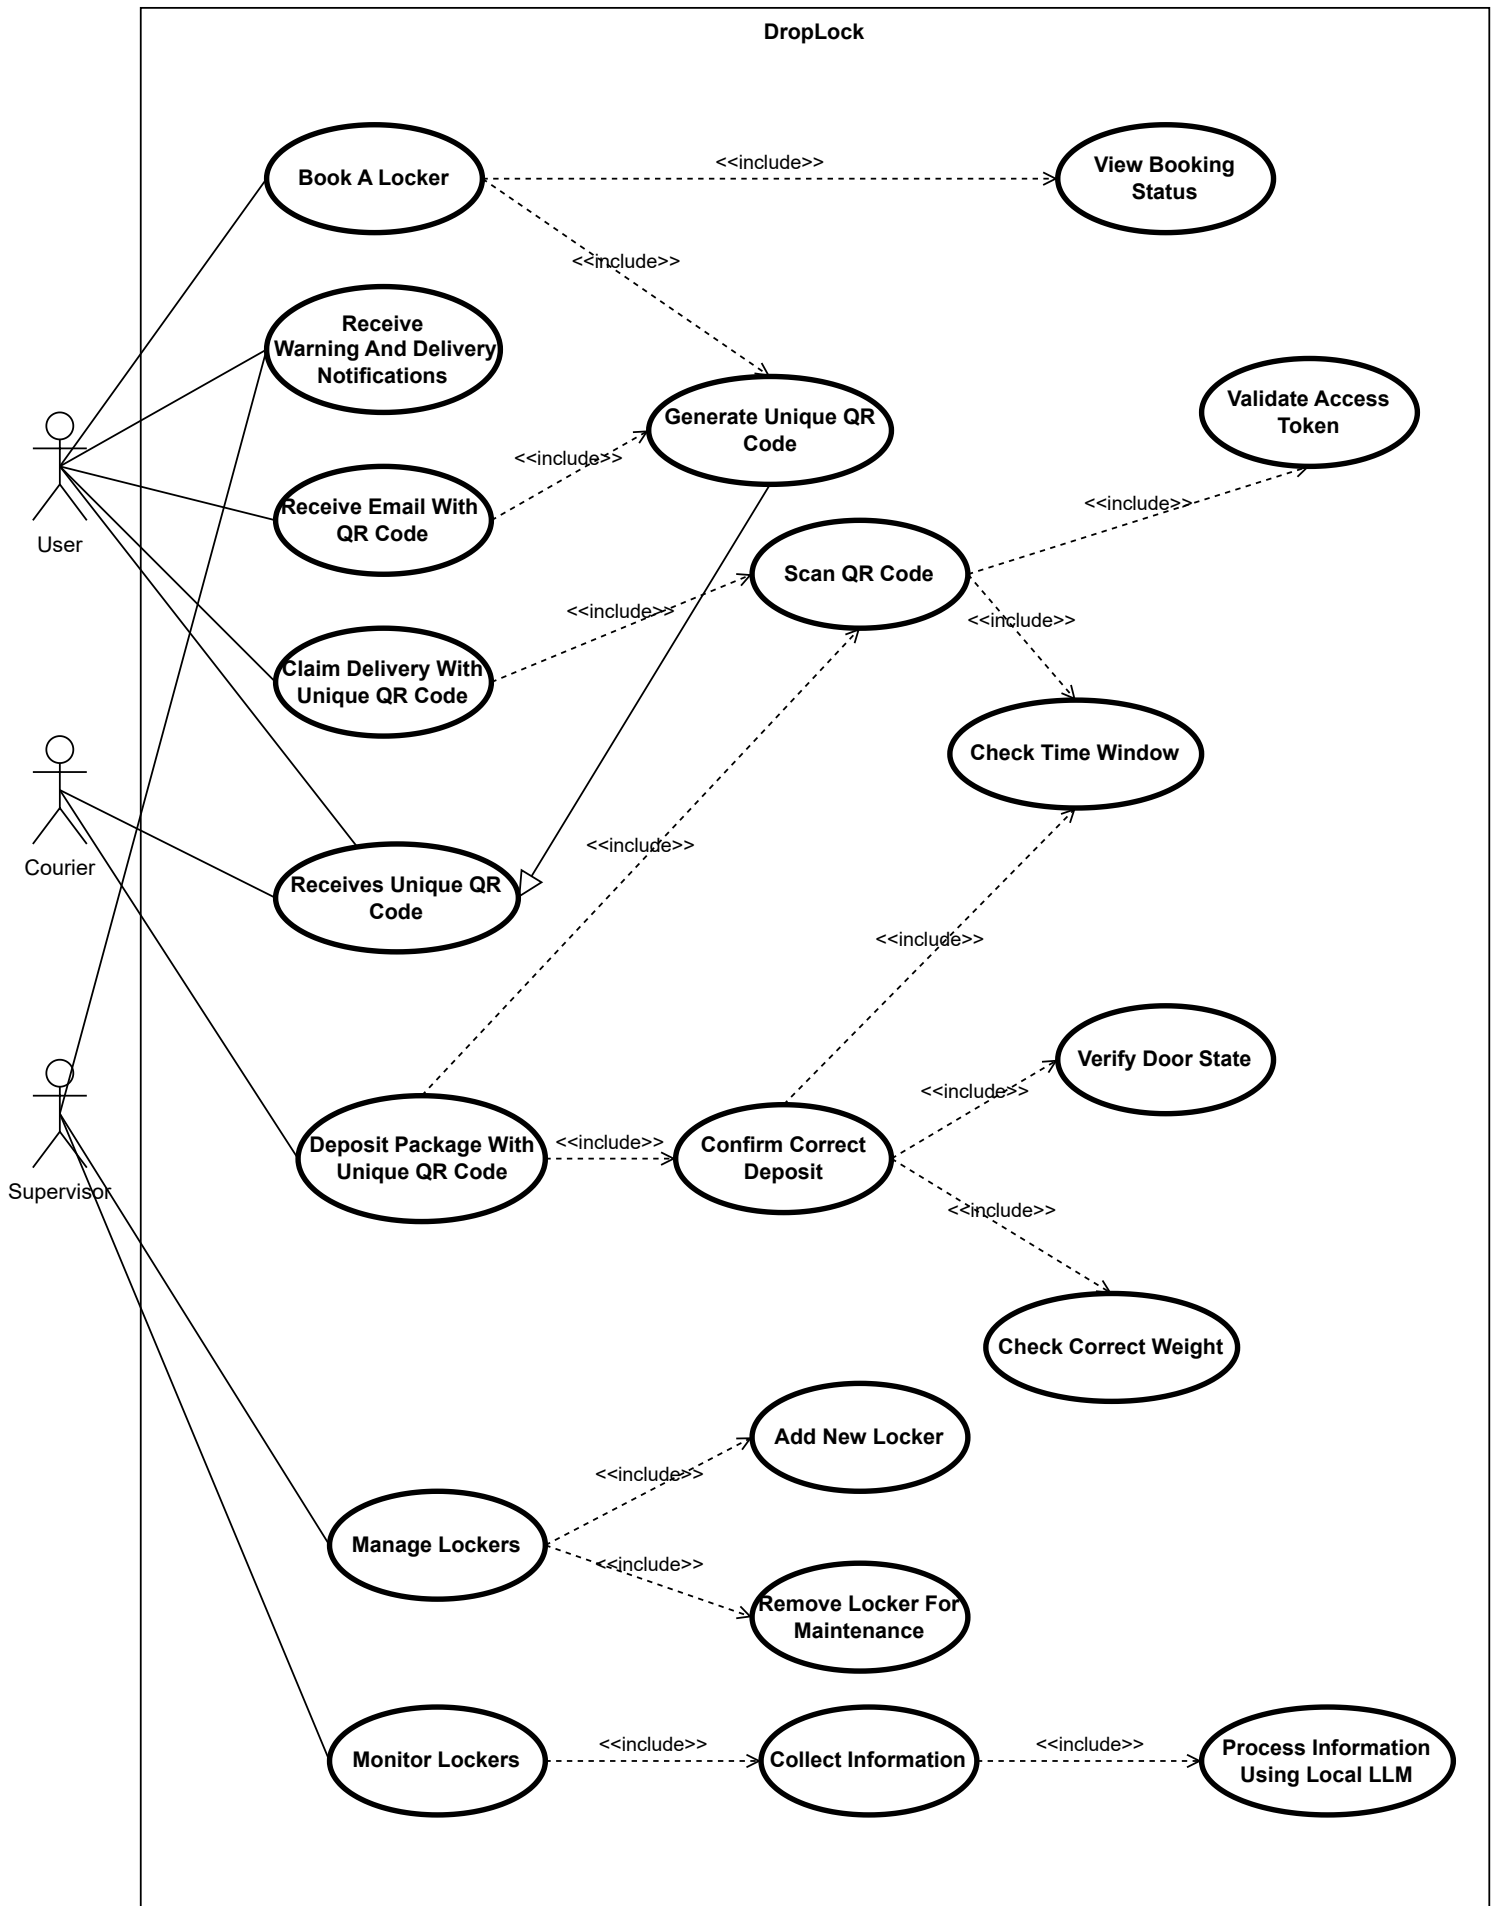 DropLock
Book A Locker
<<include>>
View Booking
Status
<<include>>
Receive
Warning And Delivery
Notifications
Generate Unique QR
Code
Validate Access
Token
<<include>>
Receive Email With
QR Code
<<include>>
User
Scan QR Code
<<include>>
<<include>>
Claim Delivery With
Unique QR Code
Check Time Window
<<include>>
Courier
Receives Unique QR
Code
<<include>>
Verify Door State
<<include>>
Deposit Package With
Unique QR Code
<<include>>
Confirm Correct
Deposit
Supervisor
<<include>>
Check Correct Weight
Add New Locker
<<include>>
Manage Lockers
<<include>>
Remove Locker For
Maintenance
Monitor Lockers
<<include>>
Collect Information
<<include>>
Process Information
Using Local LLM